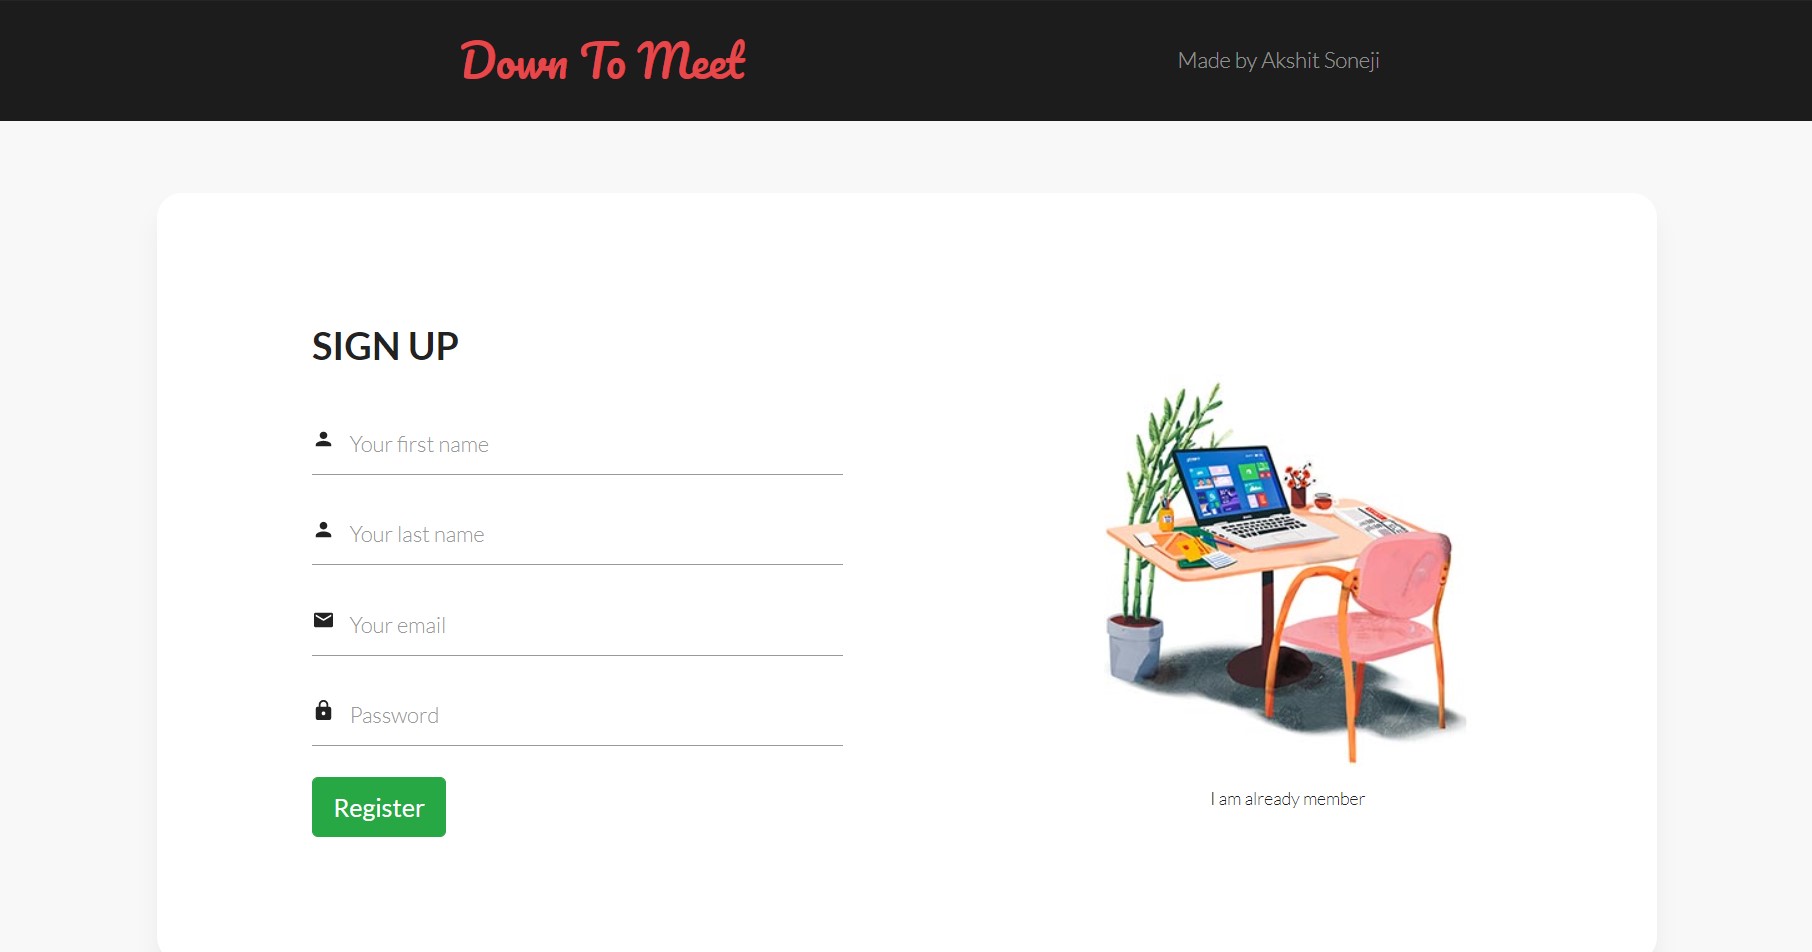 Down To Meet
Made by Akshit Soneji
SIGN UP
Your first name
Your last name
Your email
Password
Register
I am already member